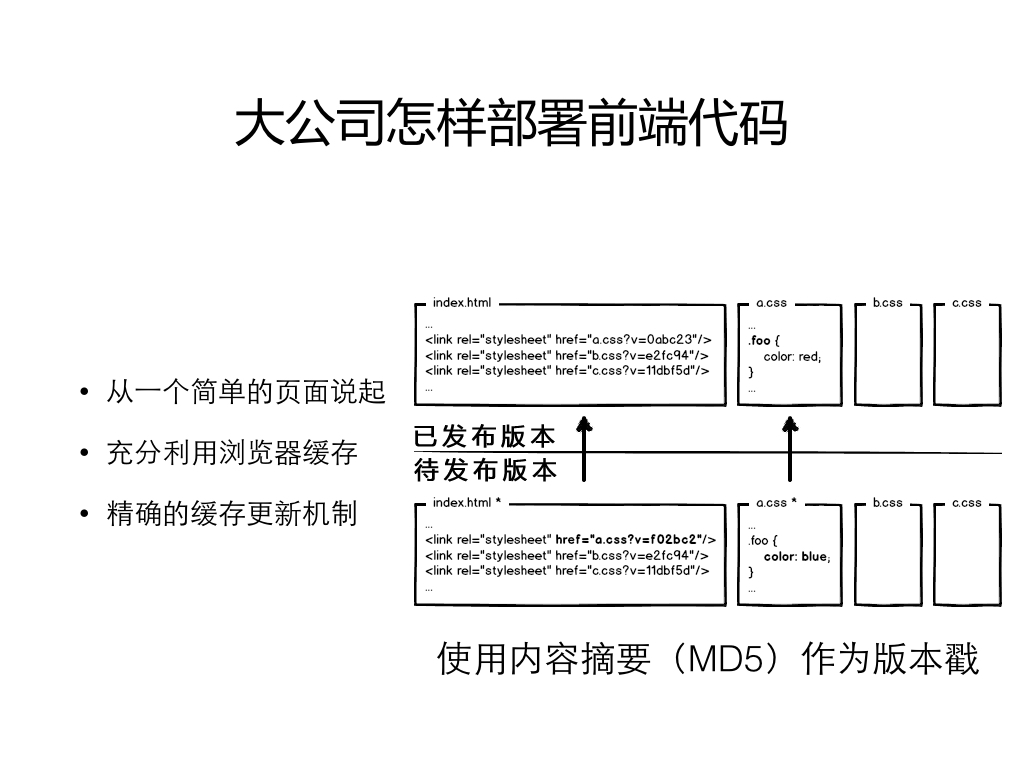 大公司怎样部署前端代码
• 从一个简单的页面说起
• 充分利用浏览器缓存
• 精确的缓存更新机制
index.html
...
<link rel="stylesheet" href="a.css?v=0abc23"/>
<link rel="stylesheet" href="b.css?v=e2fc94"/>
<link rel="stylesheet" href="c.css?v=11dbf5d"/>
...
a.css
...
.foo {
color: red;
}
...
b.css
c.css
已发布版本
待发布版本
index.html *
...
<link rel="stylesheet" href="a.css?v=f02bc2"/>
<link rel="stylesheet" href="b.css?v=e2fc94"/>
<link rel="stylesheet" href="c.css?v=11dbf5d"/>
...
a.css *
...
.foo {
color: blue;
}
...
b.css
c.css
使用内容摘要（MD5）作为版本戳